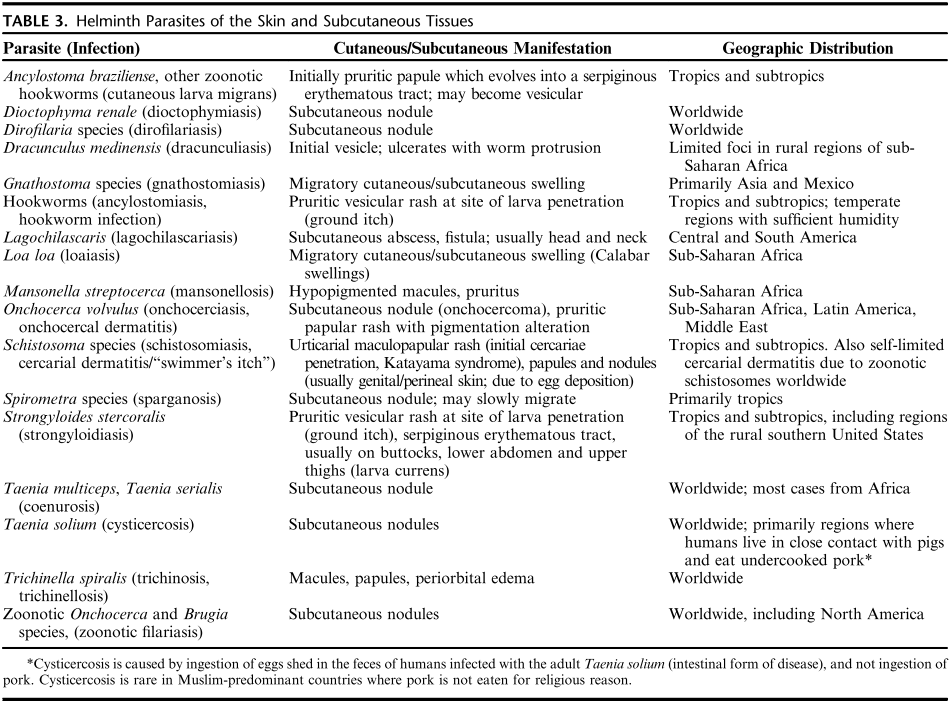 TABLE 3. Helminth Parasites of the Skin and Subcutaneous Tissues
Parasite (Infection) Cutaneous/Subcutaneous Manifestation Geographic Distribution
Ancylostoma braziliense, other zoonotic Initially pruritic papule which evolves into a serpiginous Tropics and subtropics
hookworms (cutaneous larva migrans) erythematous tract; may become vesicular
Dioctophyma renale (dioctophymiasis) Subcutaneous nodule Worldwide
Dirofilaria species (dirofilariasis) Subcutaneous nodule Worldwide
Dracunculus medinensis (dracunculiasis) Initial vesicle; ulcerates with worm protrusion Limited foci in rural regions of sub-
Saharan Africa
Gnathostoma species (gnathostomiasis) Migratory cutaneous/subcutaneous swelling Primarily Asia and Mexico
Hookworms (ancylostomiasis, Pruritic vesicular rash at site of larva penetration Tropics and subtropics; temperate
hookworm infection) (ground itch) regions with sufficient humidity
Lagochilascaris (lagochilascariasis) Subcutaneous abscess, fistula; usually head and neck Central and South America
Loa loa (loaiasis) Migratory cutaneous/subcutaneous swelling (Calabar Sub-Saharan Africa
swellings)
Mansonella streptocerca (mansonellosis) Hypopigmented macules, pruritus Sub-Saharan Africa
Onchocerca volvulus (onchocerciasis, Subcutaneous nodule (onchocercoma), pruritic Sub-Saharan Africa, Latin America,
onchocercal dermatitis) papular rash with pigmentation alteration Middle East
Schistosoma species (schistosomiasis, Urticarial maculopapular rash (initial cercariae Tropics and subtropics. Also self-limited
cercarial dermatitis/“swimmer’s itch”) penetration, Katayama syndrome), papules and nodules cercarial dermatitis due to zoonotic
(usually genital/perineal skin; due to egg deposition) schistosomes worldwide
Spirometra species (sparganosis) Subcutaneous nodule; may slowly migrate Primarily tropics
Strongyloides stercoralis Pruritic vesicular rash at site of larva penetration Tropics and subtropics, including regions
(strongyloidiasis) (ground itch), serpiginous erythematous tract, of the rural southern United States
usually on buttocks, lower abdomen and upper
thighs (larva currens)
Taenia multiceps, Taenia serialis Subcutaneous nodule Worldwide; most cases from Africa
(coenurosis)
Taenia solium (cysticercosis) Subcutaneous nodules Worldwide; primarily regions where
humans live in close contact with pigs
and eat undercooked pork*
Trichinella spiralis (trichinosis, Macules, papules, periorbital edema Worldwide
trichinellosis)
Zoonotic Onchocerca and Brugia Subcutaneous nodules Worldwide, including North America
species, (zoonotic filariasis)
*Cysticercosis is caused by ingestion of eggs shed in the feces of humans infected with the adult Taenia solium (intestinal form of disease), and not ingestion of
pork. Cysticercosis is rare in Muslim-predominant countries where pork is not eaten for religious reason.